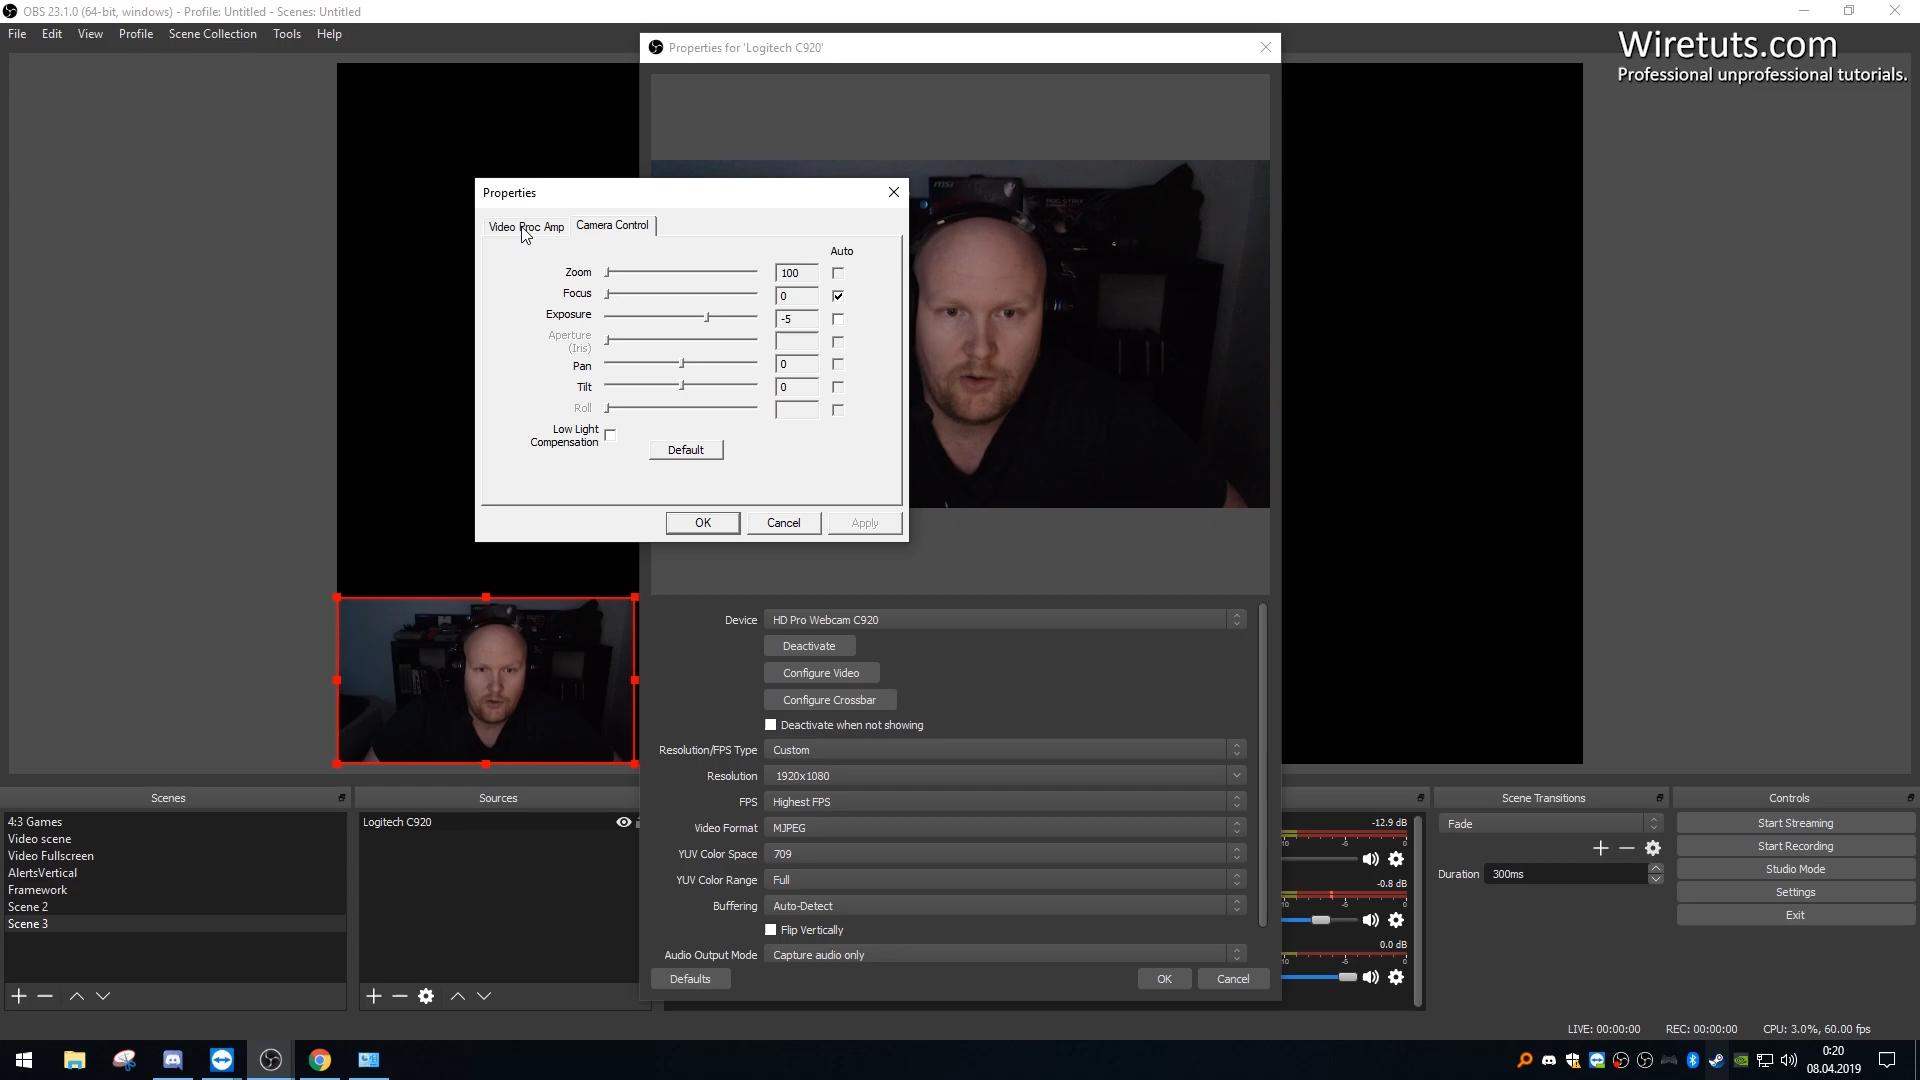 OBS 23.1.0 (64-bit, windows) - Profile: Untitled - Scenes: Untitled
File Edit View Profile Scene Collection Tools Help
Wiretuts.com
Professional unprofessional tutorials.
Properties for 'Logitech C920'
Properties
Video Proc Amp
Camera Control
Auto
Zoom 100
Focus 0
Exposure -5
Aperture
(Iris)
Pan 0
Tilt 0
Roll
Low Light
Compensation
Default
OK Cancel Apply
Device HD Pro Webcam C920
Deactivate
Configure Video
Configure Crossbar
Deactivate when not showing
Resolution/FPS Type Custom
Resolution 1920x1080
FPS Highest FPS
Video Format MJPEG
YUV Color Space 709
YUV Color Range Full
Buffering Auto-Detect
Flip Vertically
Audio Output Mode Capture audio only
Defaults OK Cancel
Scenes
4:3 Games
Video scene
Video Fullscreen
AlertsVertical
Framework
Scene 2
Scene 3
Sources
Logitech C920
-12.9 dB
-0.8 dB
0.0 dB
Scene Transitions
Fade
Duration 300ms
Controls
Start Streaming
Start Recording
Studio Mode
Settings
Exit
LIVE: 00:00:00 REC: 00:00:00 CPU: 3.0%, 60.00 fps
0:20
08.04.2019